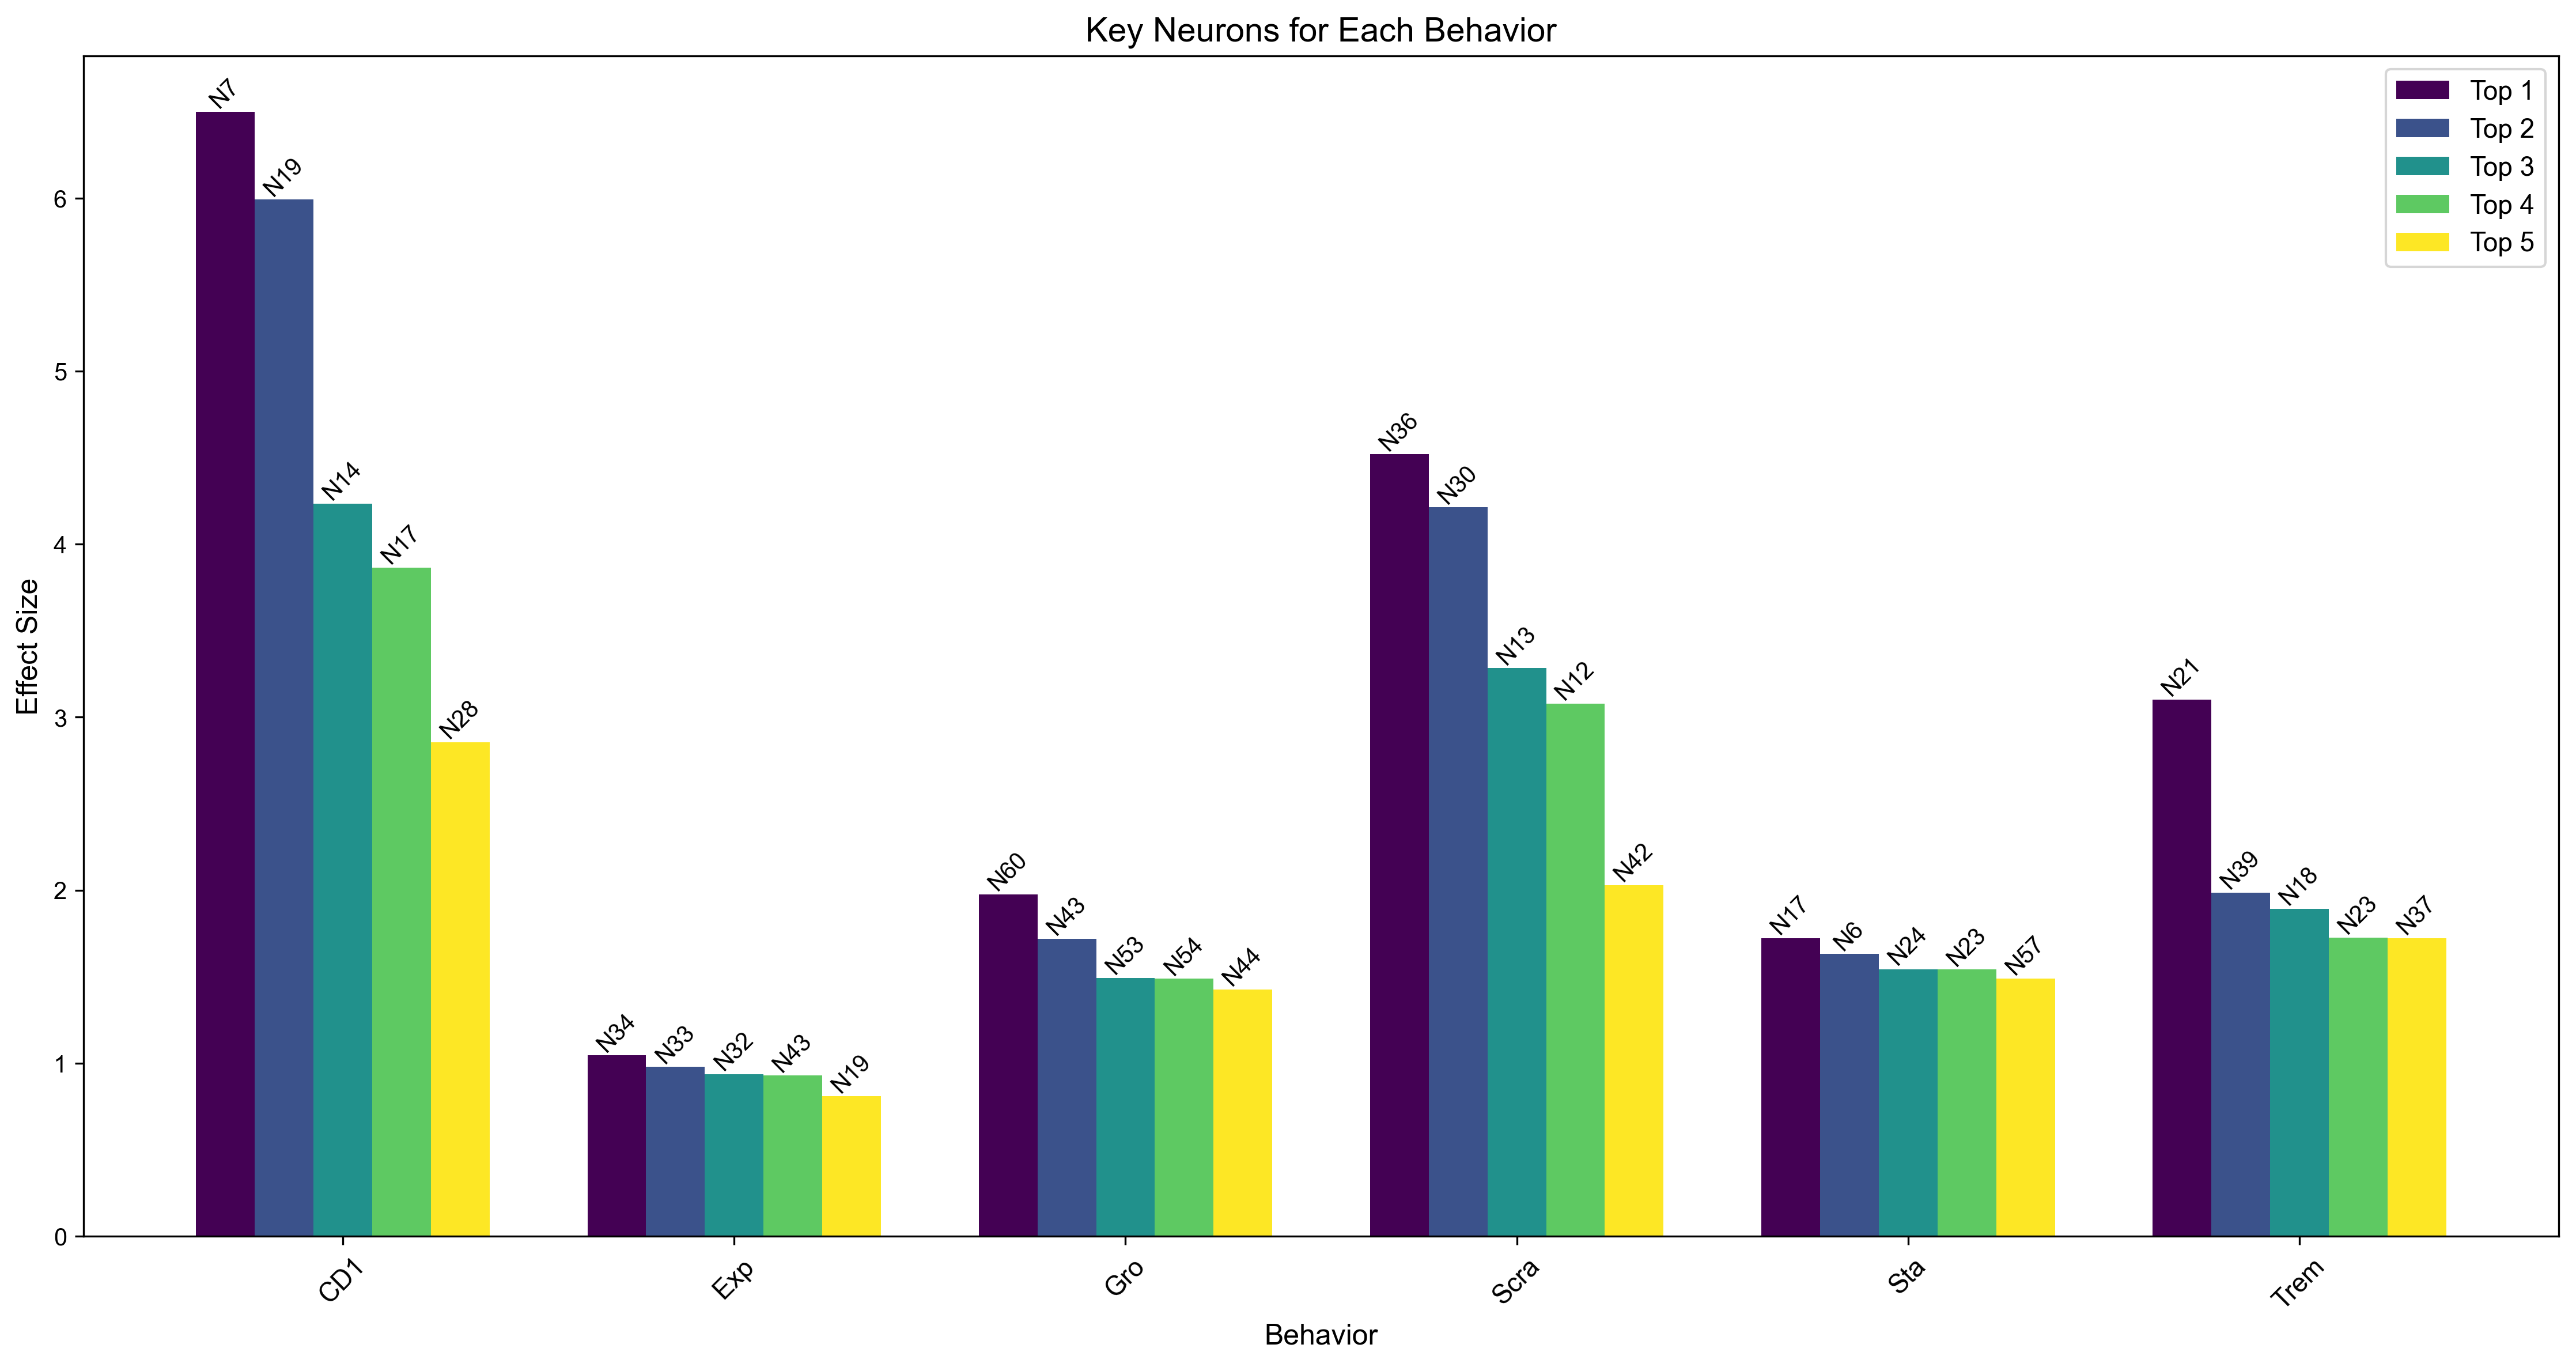 Key Neurons for Each Behavior
Top 1
Top 2
Top 3
Top 4
Top 5
Effect Size
6
5
4
3
2
1
0
N7
N19
N14
N17
N28
N34
N33
N32
N43
N19
N60
N43
N53
N54
N44
N36
N30
N13
N12
N42
N17
N6
N24
N23
N57
N21
N39
N18
N23
N37
CD1
Exp
Gro
Scra
Sta
Trem
Behavior